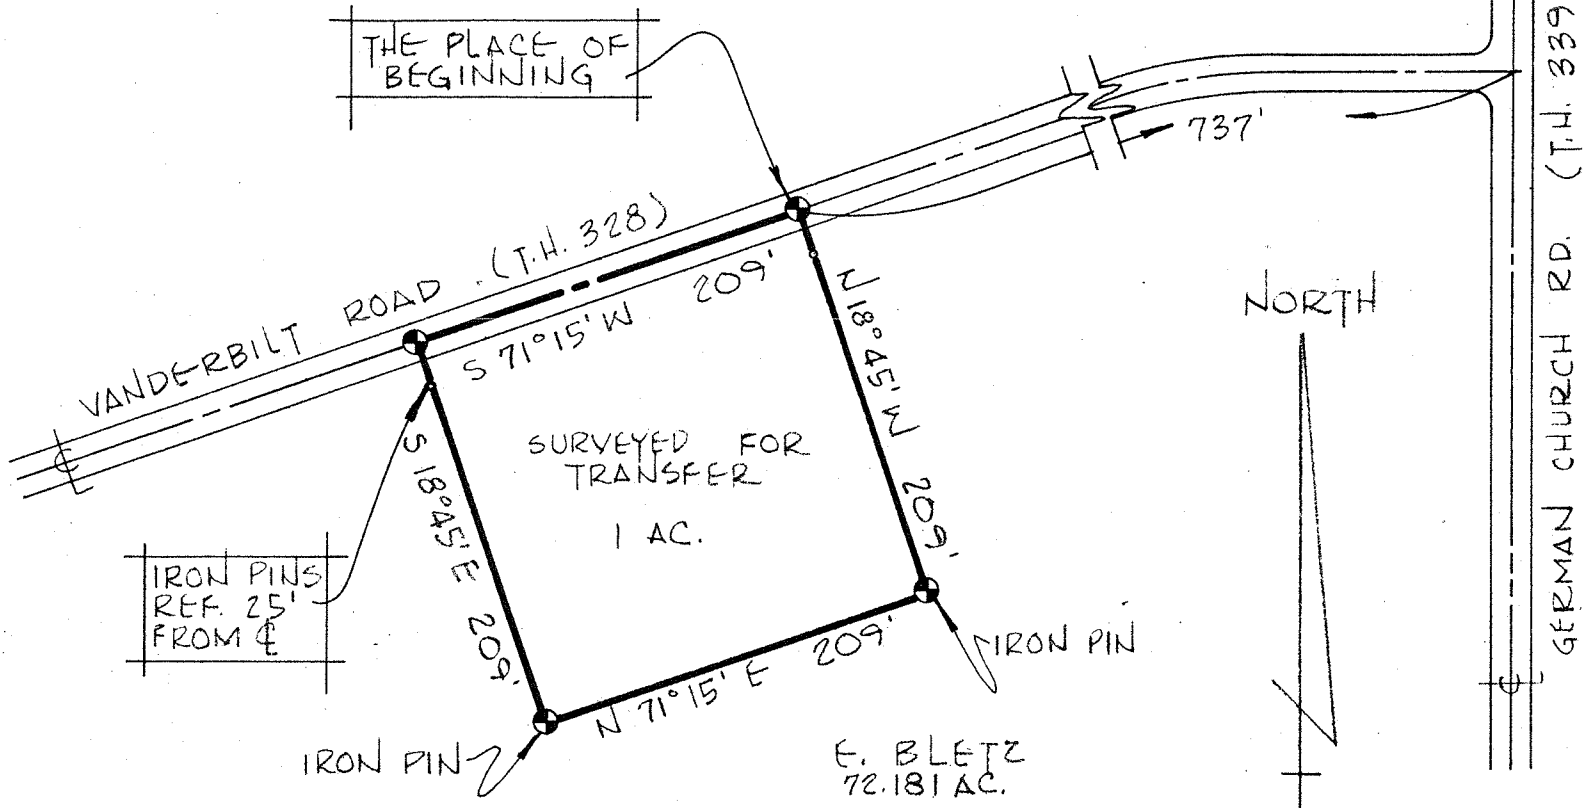 THE PLACE OF
BEGINNING
737'
GERMAN CHURCH RD. (T.H. 339
VANDERBILT ROAD (T.H. 328)
S 71°15' W 209'
N 18°45' W 209'
NORTH
SURVEYED FOR
TRANSFER
1 AC.
S 18°45' E 209'
IRON PINS
REF. 25'
FROM ℄
℄
℄
N 71°15' E 209'
IRON PIN
IRON PIN
E. BLETZ
72.181 AC.